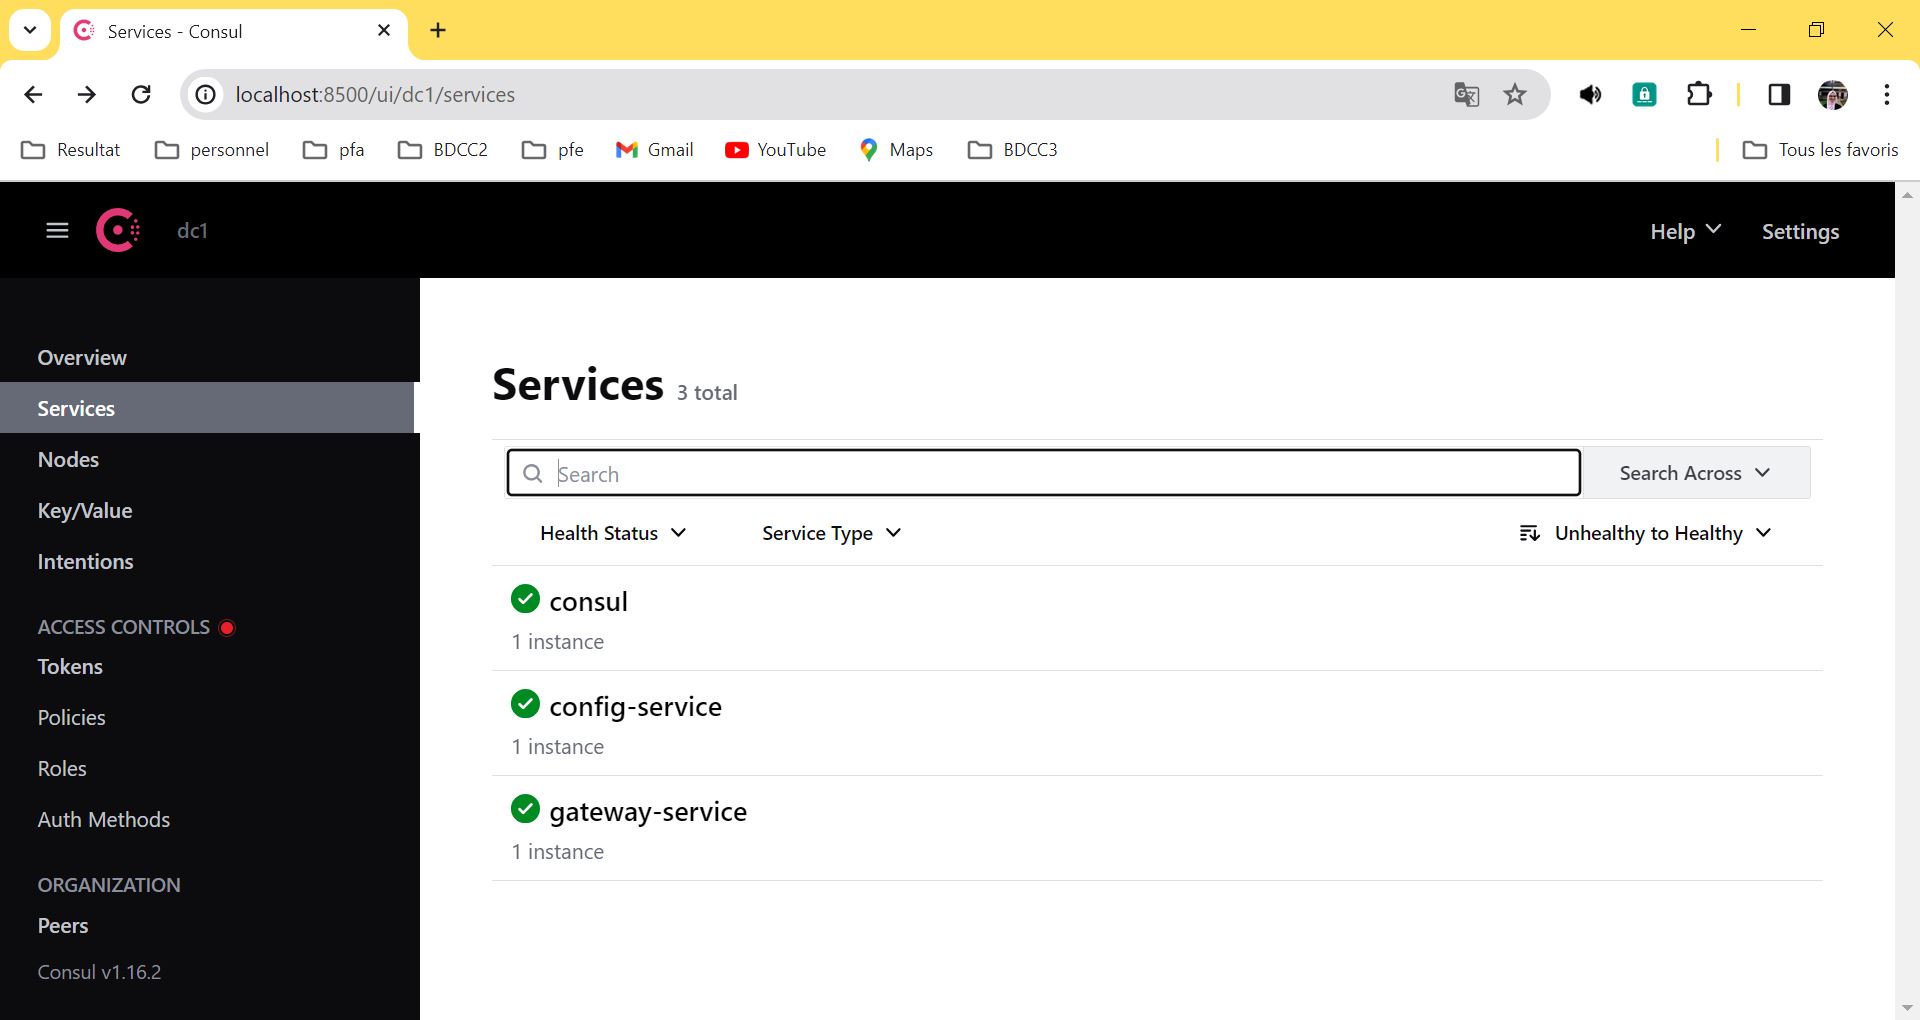 Services - Consul
localhost:8500/ui/dc1/services
Resultat personnel pfa BDCC2 pfe Gmail YouTube Maps BDCC3 Tous les favoris
dc1 Help Settings
Overview
Services
Nodes
Key/Value
Intentions
ACCESS CONTROLS
Tokens
Policies
Roles
Auth Methods
ORGANIZATION
Peers
Consul v1.16.2
Services 3 total
Search Search Across
Health Status Service Type Unhealthy to Healthy
consul
1 instance
config-service
1 instance
gateway-service
1 instance